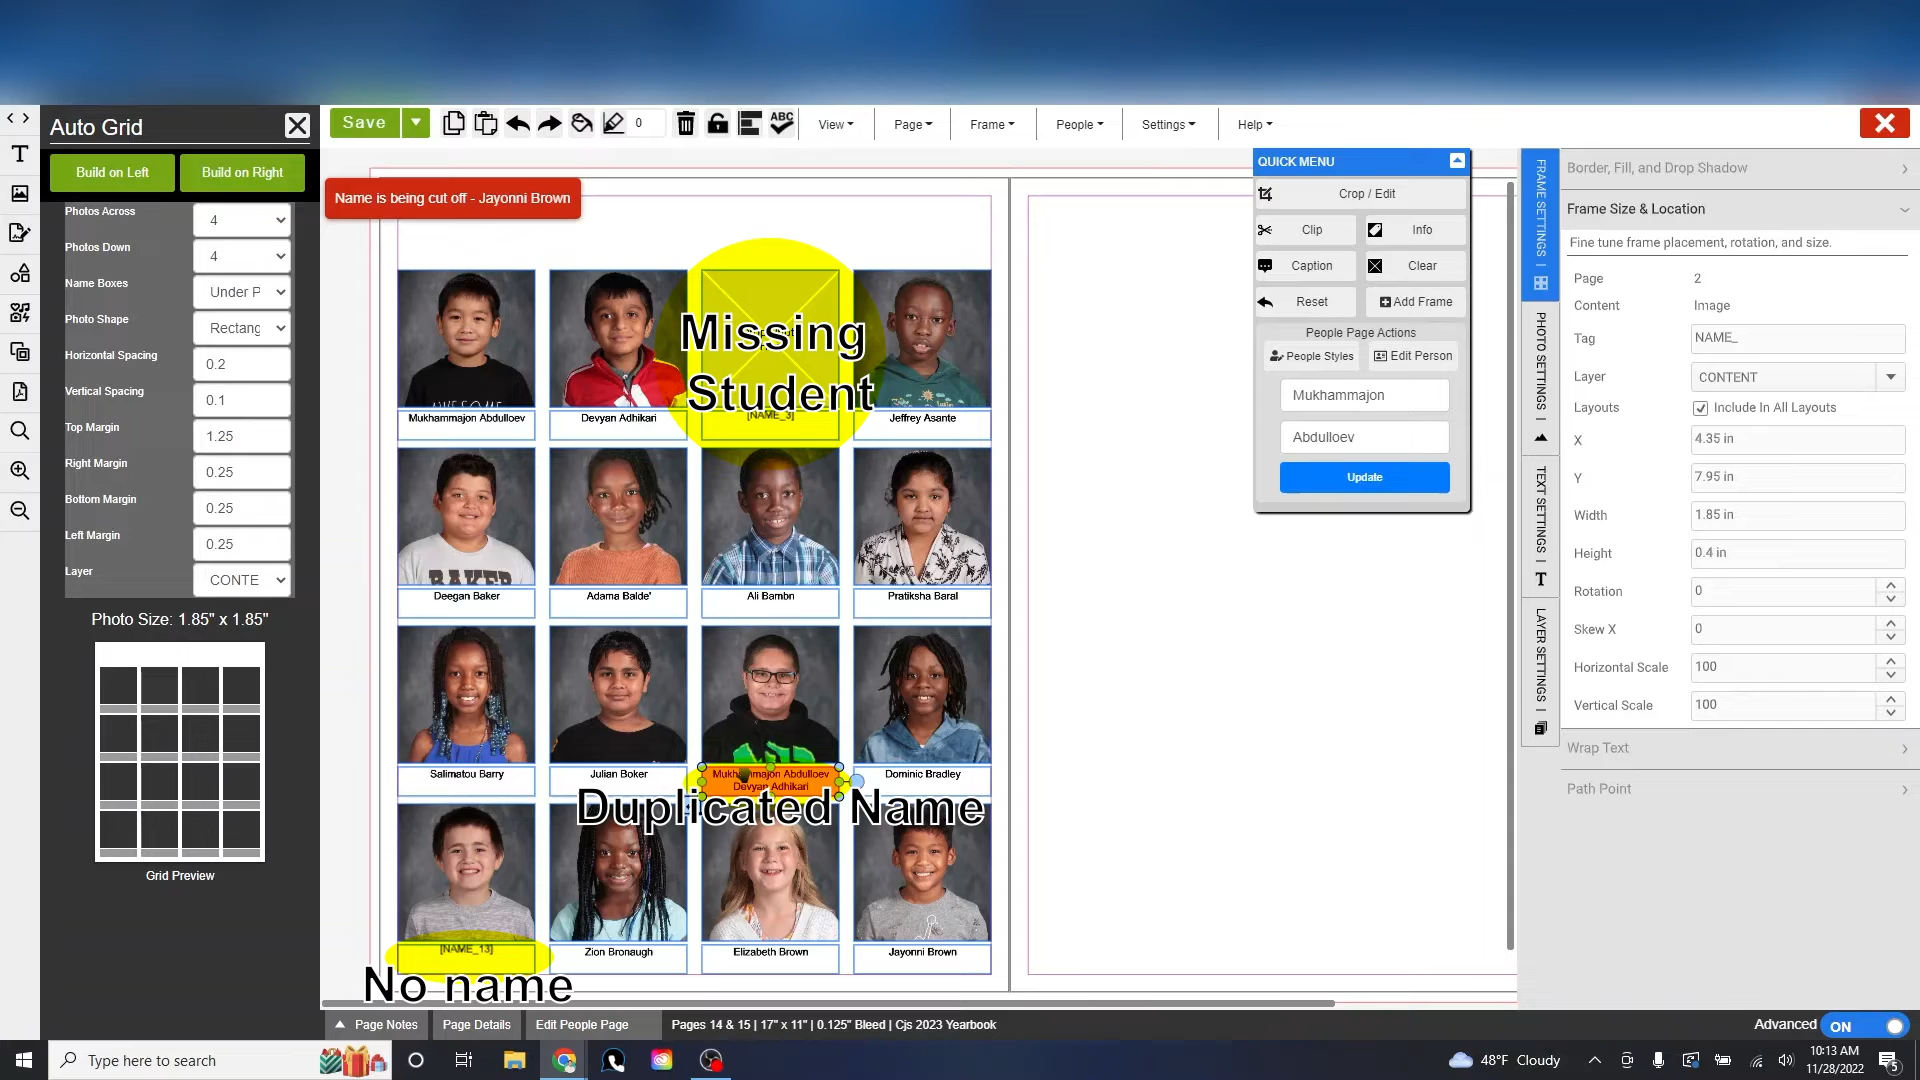 Auto Grid
Build on Left
Build on Right
Photos Across
4
Photos Down
4
Name Boxes
Under P
Photo Shape
Rectang
Horizontal Spacing
0.2
Vertical Spacing
0.1
Top Margin
1.25
Right Margin
0.25
Bottom Margin
0.25
Left Margin
0.25
Layer
CONTE
Photo Size: 1.85" x 1.85"
Grid Preview
Save
0
ABC
View
Page
Frame
People
Settings
Help
Name is being cut off - Jayonni Brown
Missing
Student
Mukhammajon Abdulloev
Devyan Adhikari
[NAME_3]
Jeffrey Asante
BAKER
Deegan Baker
Adama Balde'
Ali Bambn
Pratiksha Baral
Salimatou Barry
Julian Boker
Mukhammajon Abdulloev
Devyan Adhikari
Dominic Bradley
Duplicated Name
[NAME_13]
Zion Bronaugh
Elizabeth Brown
Jayonni Brown
No name
QUICK MENU
Crop / Edit
Clip
Info
Caption
Clear
Reset
Add Frame
People Page Actions
People Styles
Edit Person
Mukhammajon
Abdulloev
Update
FRAME SETTINGS
PHOTO SETTINGS
TEXT SETTINGS
LAYER SETTINGS
Border, Fill, and Drop Shadow
Frame Size & Location
Fine tune frame placement, rotation, and size.
Page
2
Content
Image
Tag
NAME_
Layer
CONTENT
Layouts
Include In All Layouts
X
4.35 in
Y
7.95 in
Width
1.85 in
Height
0.4 in
Rotation
0
Skew X
0
Horizontal Scale
100
Vertical Scale
100
Wrap Text
Path Point
Page Notes
Page Details
Edit People Page
Pages 14 & 15 | 17" x 11" | 0.125" Bleed | Cjs 2023 Yearbook
Advanced
ON
Type here to search
48°F Cloudy
10:13 AM
11/28/2022
5